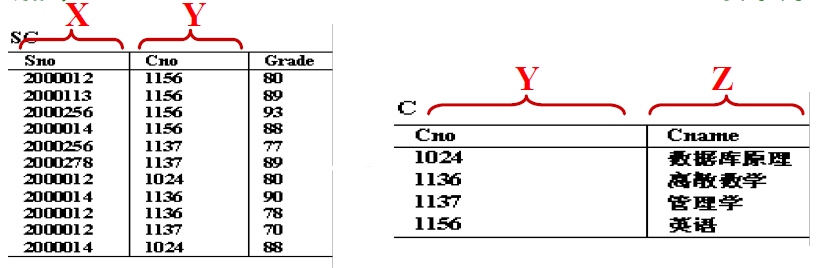 X Y
SC
Sno Cno Grade
2000012 1156 80
2000113 1156 89
2000256 1156 93
2000014 1156 88
2000256 1137 77
2000278 1137 89
2000012 1024 80
2000014 1136 90
2000012 1136 78
2000012 1137 70
2000014 1024 88
Y Z
C
Cno Cname
1024 数据库原理
1136 离散数学
1137 管理学
1156 英语